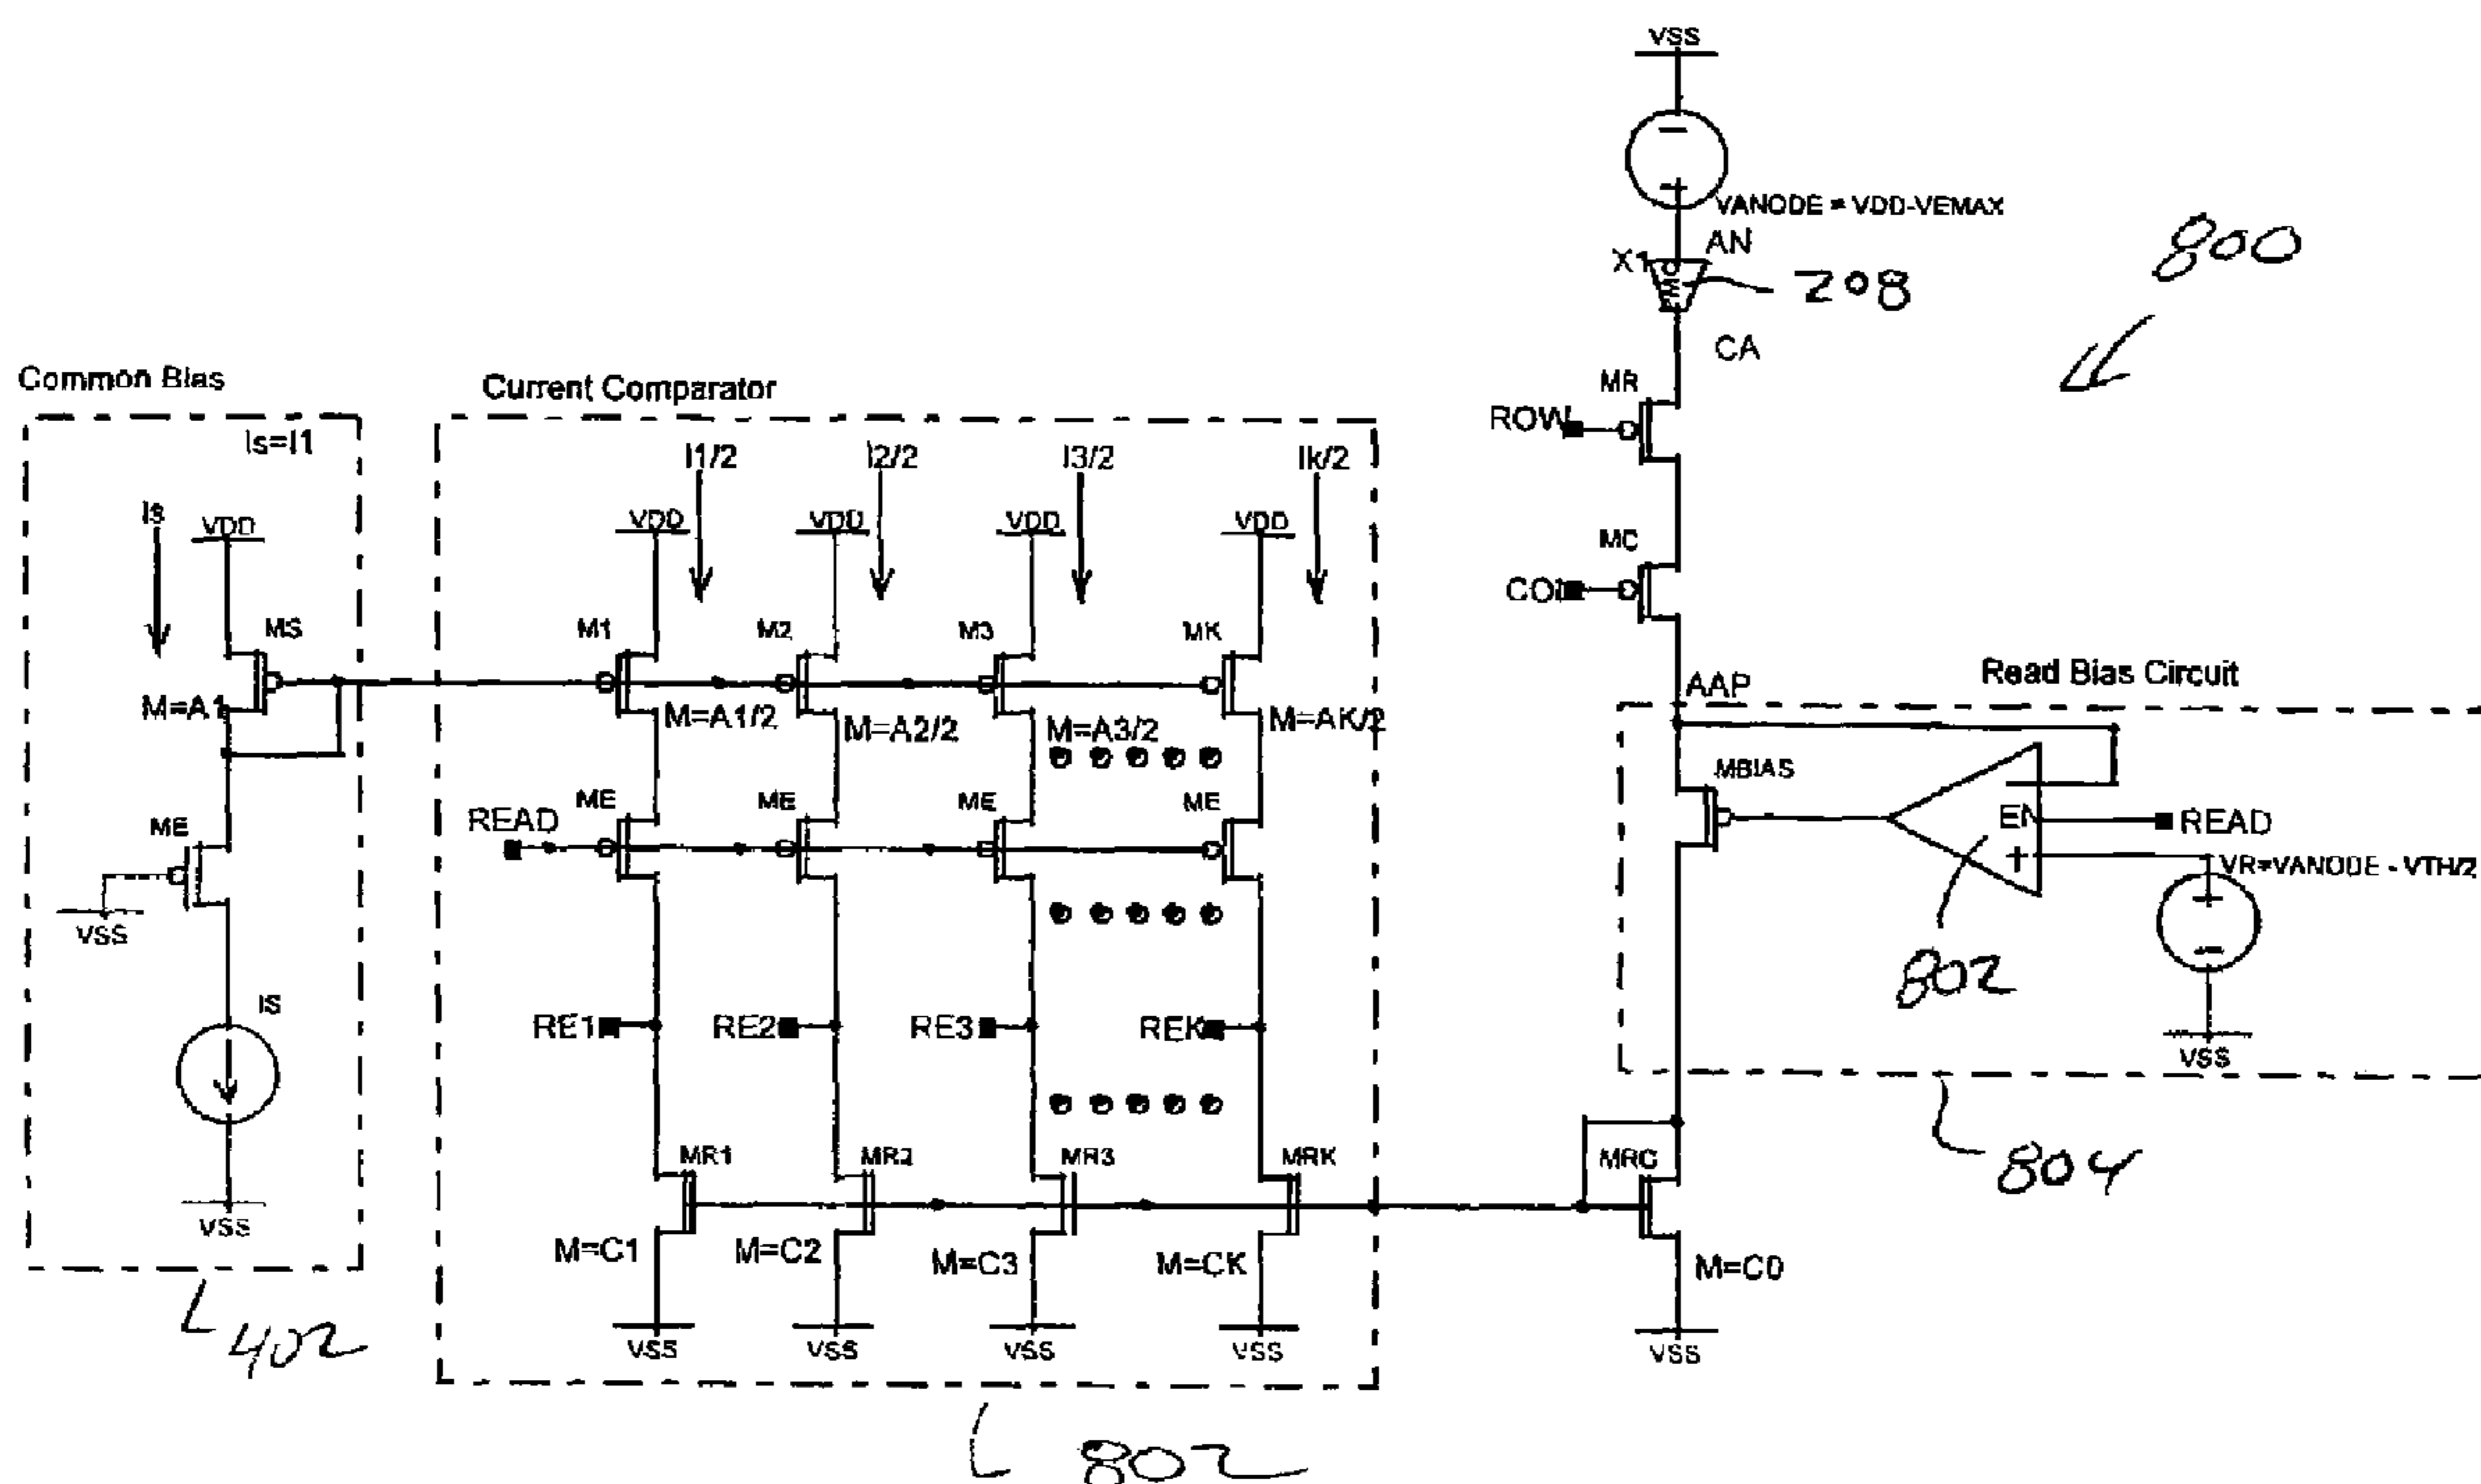 VSS
VANODE = VDD-VEMAX
AN
X1
208
800
CA
Common Bias
Current Comparator
MR
ROW
Is=I1
I1/2
I2/2
I3/2
Ik/2
Is
VDD
VDD
VDD
VDD
VDD
MC
COL
MS
M1
M2
M3
MK
M=A1
M=A1/2
M=A2/2
M=A3/2
M=AK/2
AAP
Read Bias Circuit
MBIAS
ME
ME
ME
ME
ME
READ
EN
READ
VR=VANODE - VTH/2
VSS
802
IS
RE1
RE2
RE3
REK
VSS
804
MR1
MR2
MR3
MRK
MRC
VSS
M=C1
M=C2
M=C3
M=CK
M=C0
402
VSS
VSS
VSS
VSS
VSS
802